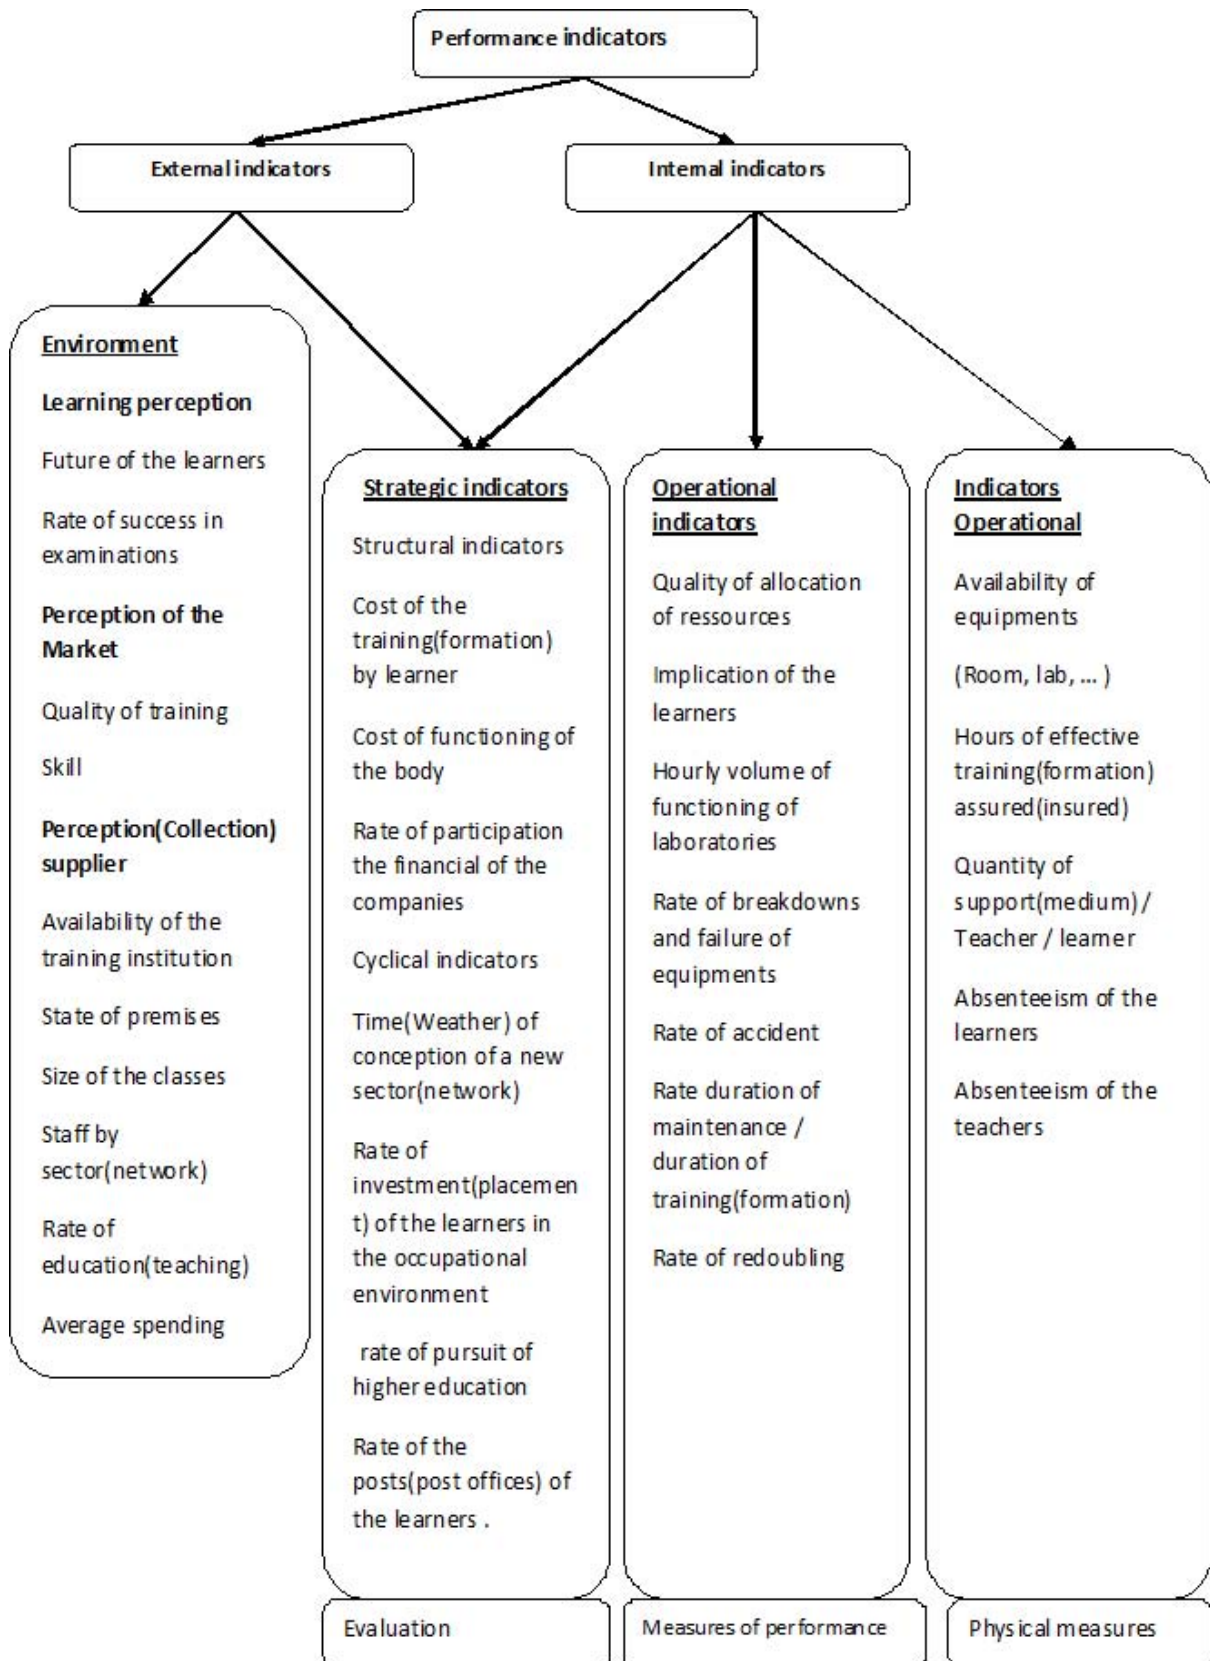 Performance indicators
External indicators
Internal indicators
Environment
Learning perception
Future of the learners
Rate of success in
examinations
Perception of the
Market
Quality of training
Skill
Perception(Collection)
supplier
Availability of the
training institution
State of premises
Size of the classes
Staff by
sector(network)
Rate of
education(teaching)
Average spending
Strategic indicators
Structural indicators
Cost of the
training(formation)
by learner
Cost of functioning of
the body
Rate of participation
the financial of the
companies
Cyclical indicators
Time(Weather) of
conception of a new
sector(network)
Rate of
investment(placemen
t) of the learners in
the occupational
environment
rate of pursuit of
higher education
Rate of the
posts(post offices) of
the learners .
Evaluation
Operational
indicators
Quality of allocation
of ressources
Implication of the
learners
Hourly volume of
functioning of
laboratories
Rate of breakdowns
and failure of
equipments
Rate of accident
Rate duration of
maintenance /
duration of
training(formation)
Rate of redoubling
Measures of performance
Indicators
Operational
Availability of
equipments
(Room, lab, ... )
Hours of effective
training(formation)
assured(insured)
Quantity of
support(medium) /
Teacher / learner
Absenteeism of the
learners
Absenteeism of the
teachers
Physical measures